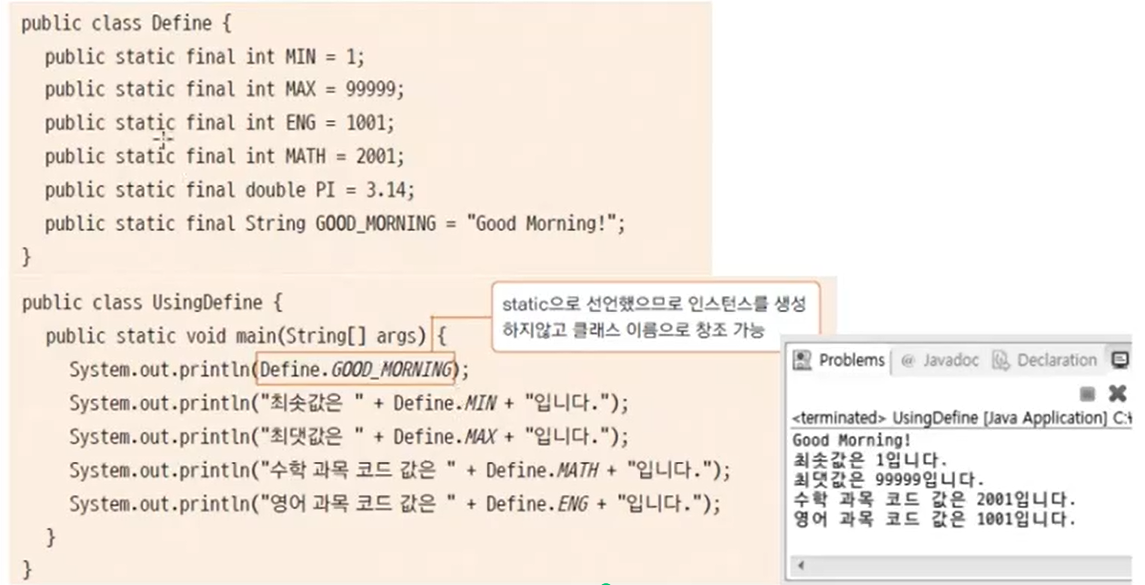 public class Define {
public static final int MIN = 1;
public static final int MAX = 99999;
public static final int ENG = 1001;
public static final int MATH = 2001;
public static final double PI = 3.14;
public static final String GOOD_MORNING = "Good Morning!";
}
public class UsingDefine {
public static void main(String[] args) {
System.out.println(Define.GOOD_MORNING);
System.out.println("최솟값은 " + Define.MIN + "입니다.");
System.out.println("최댓값은 " + Define.MAX + "입니다.");
System.out.println("수학 과목 코드 값은 " + Define.MATH + "입니다.");
System.out.println("영어 과목 코드 값은 " + Define.ENG + "입니다.");
}
}
static으로 선언했으므로 인스턴스를 생성
하지않고 클래스 이름으로 창조 가능
Problems @ Javadoc Declaration
<terminated> UsingDefine [Java Application] C:\
Good Morning!
최솟값은 1입니다.
최댓값은 99999입니다.
수학 과목 코드 값은 2001입니다.
영어 과목 코드 값은 1001입니다.